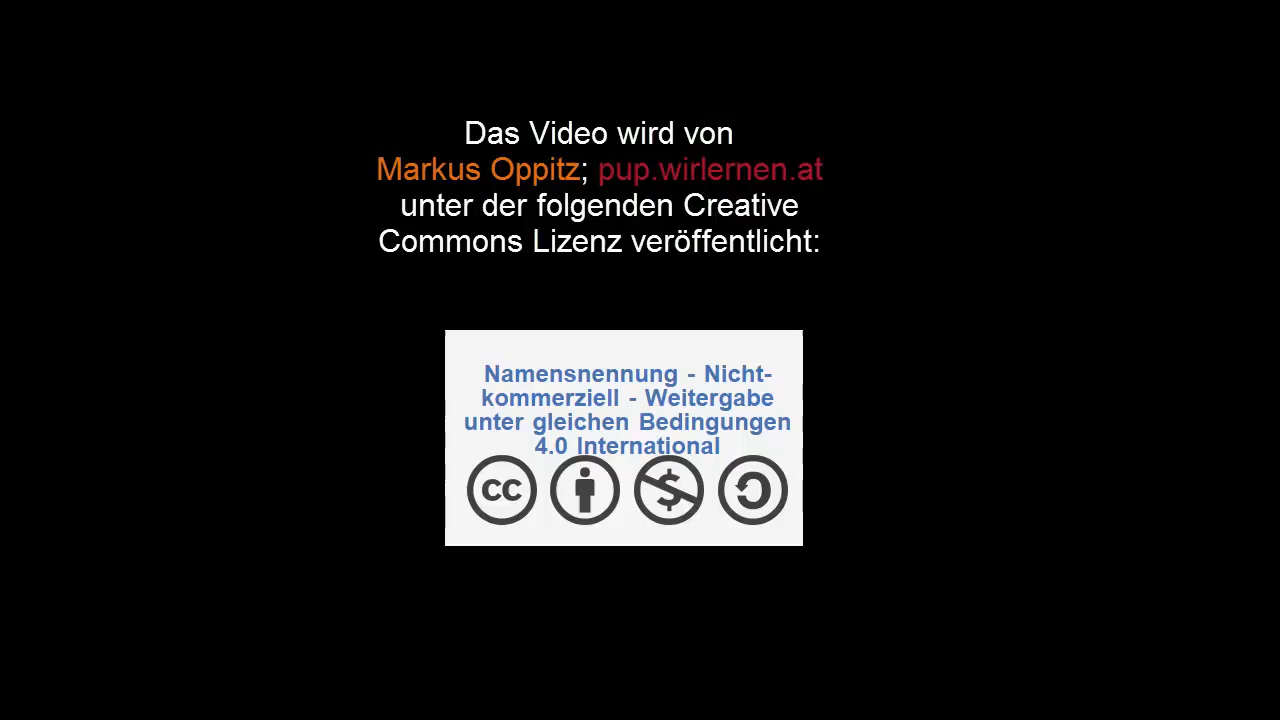 Das Video wird von
Markus Oppitz; pup.wirlernen.at
unter der folgenden Creative
Commons Lizenz veröffentlicht:
Namensnennung - Nicht-
kommerziell - Weitergabe
unter gleichen Bedingungen
4.0 International
cc